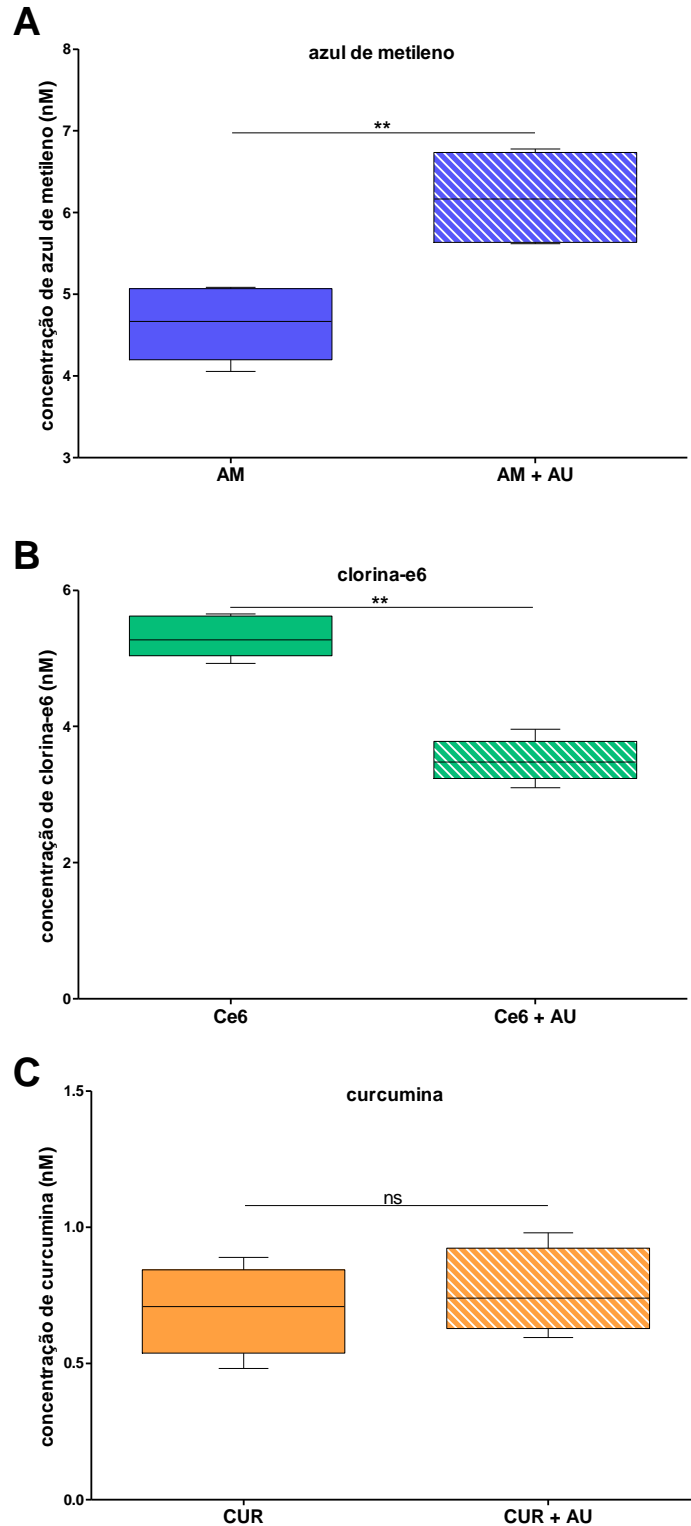 A
azul de metileno
concentração de azul de metileno (nM)
8
7
6
5
4
3
**
AM
AM + AU
B
clorina-e6
concentração de clorina-e6 (nM)
6
4
2
0
**
Ce6
Ce6 + AU
C
curcumina
concentração de curcumina (nM)
1.5
1.0
0.5
0.0
ns
CUR
CUR + AU